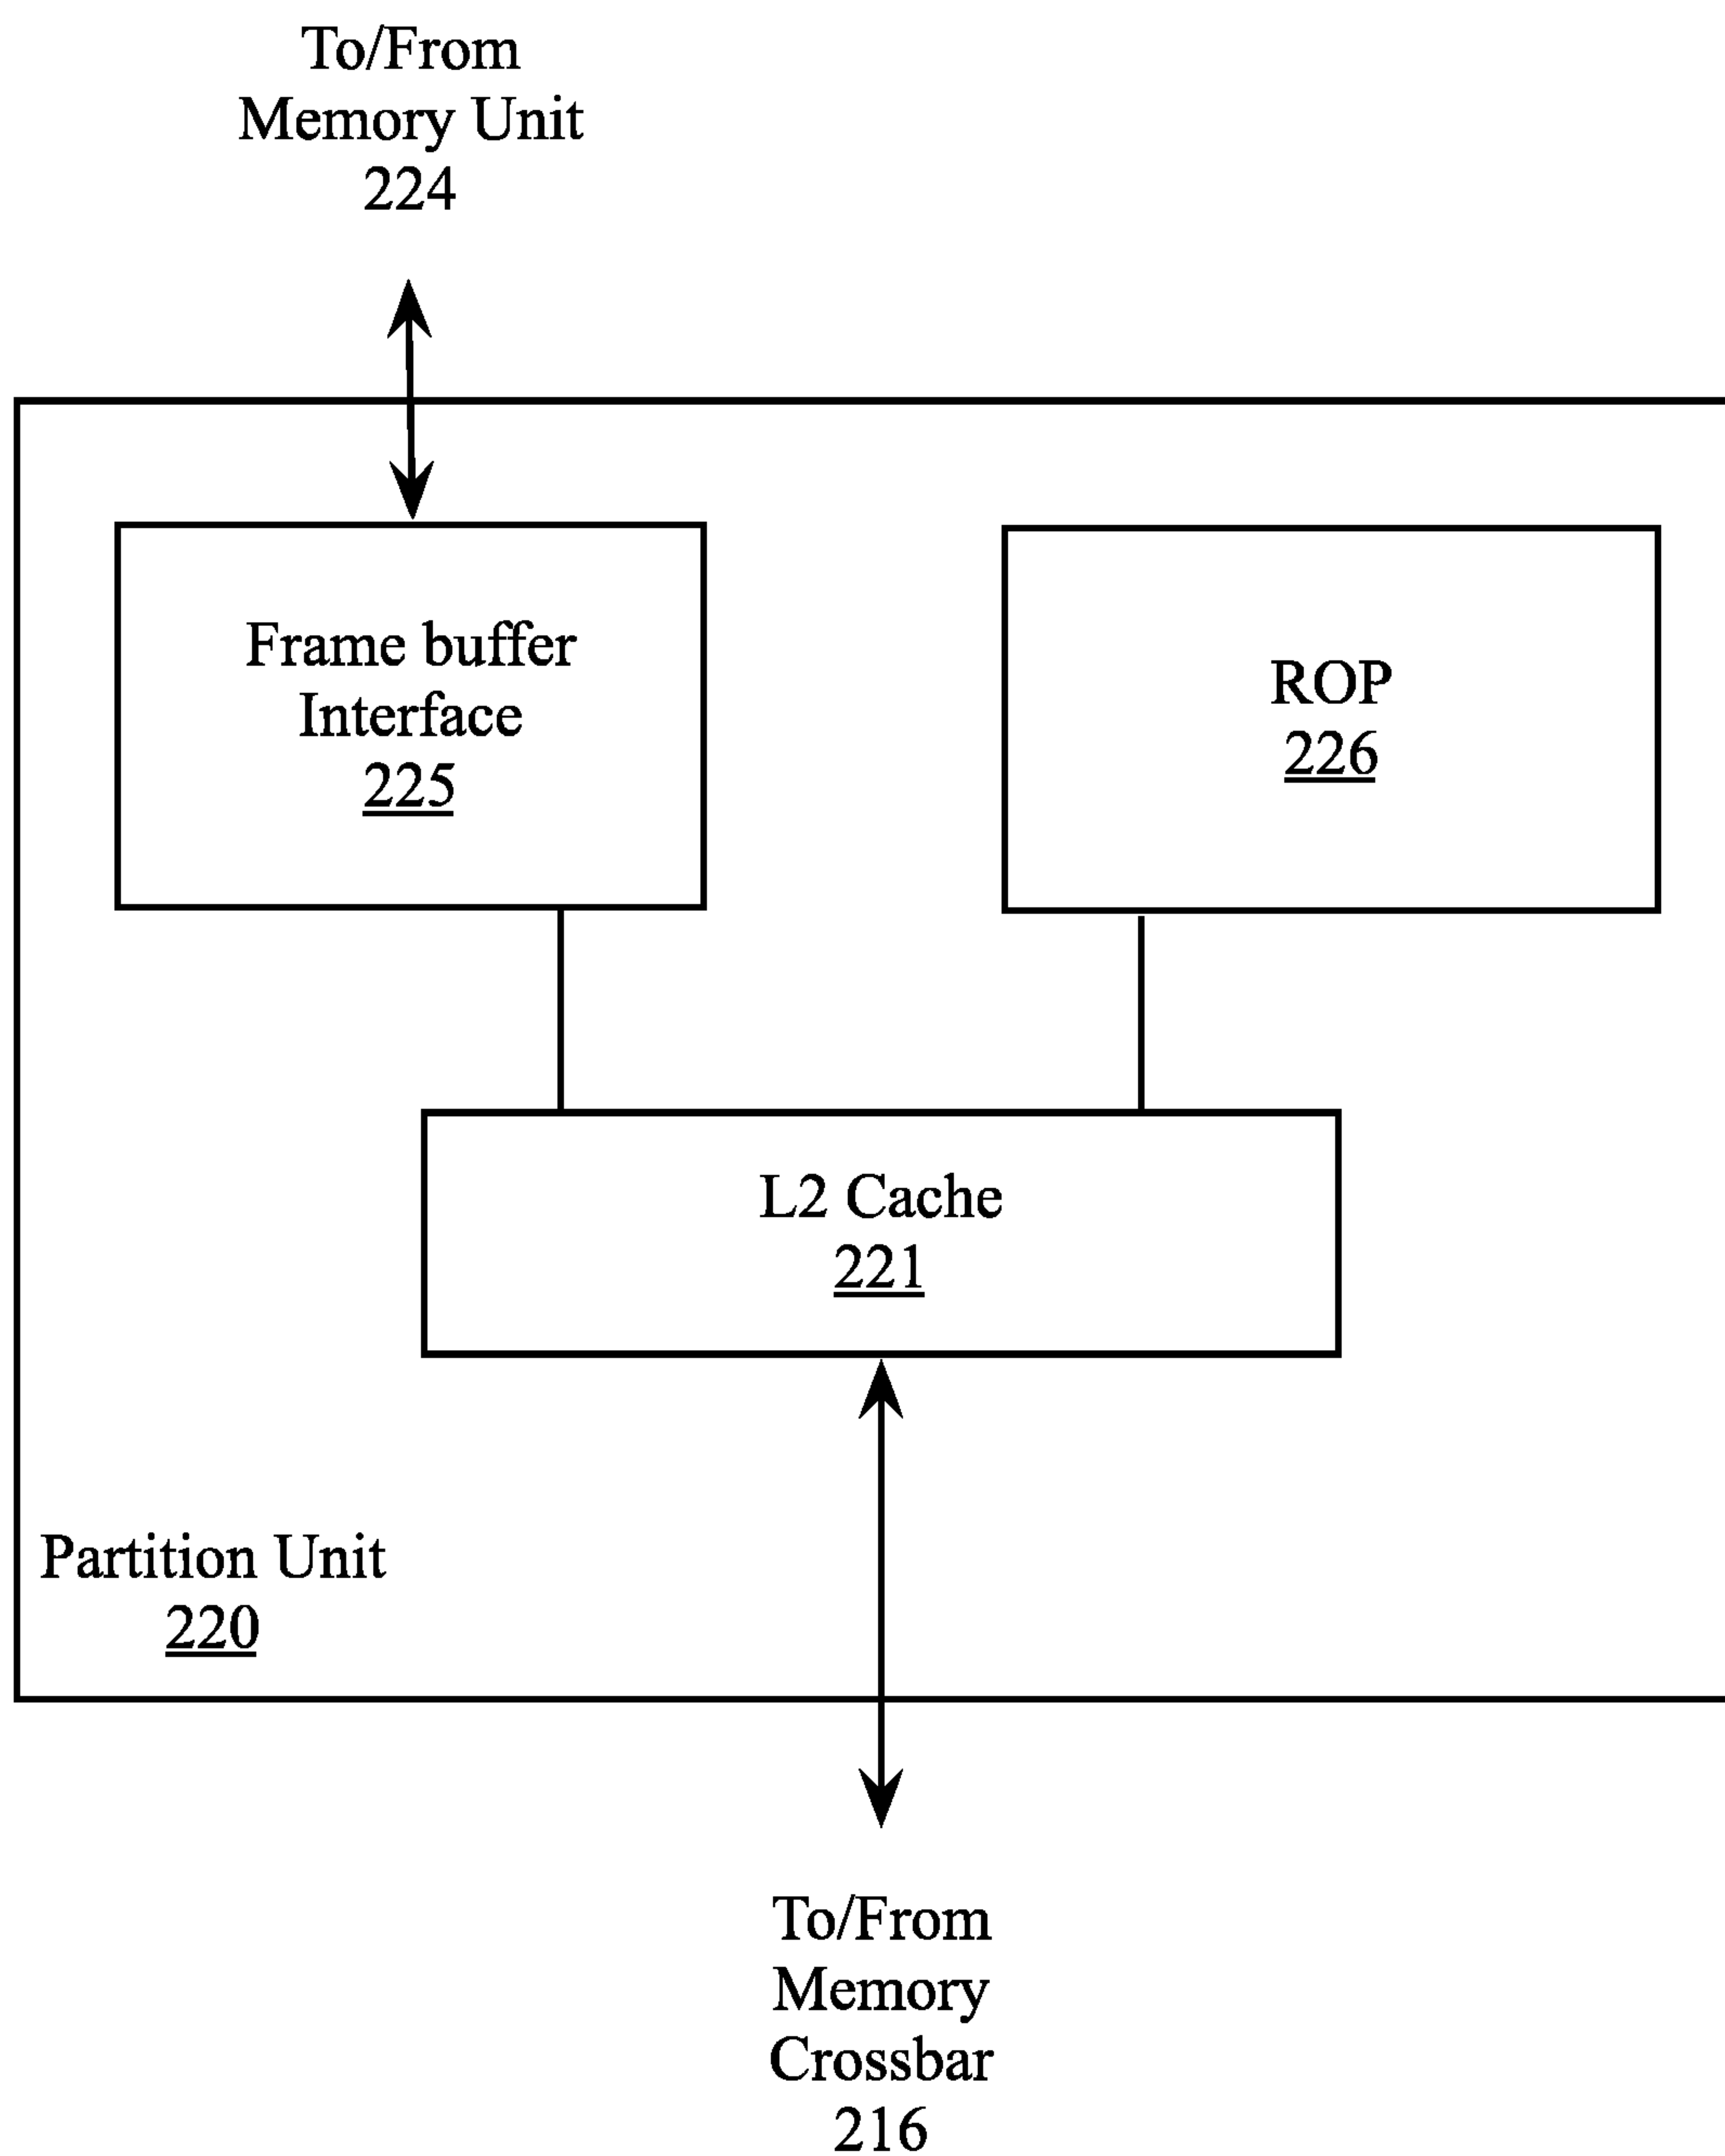 To/From
Memory Unit
224
Frame buffer
Interface
225
ROP
226
L2 Cache
221
Partition Unit
220
To/From
Memory
Crossbar
216